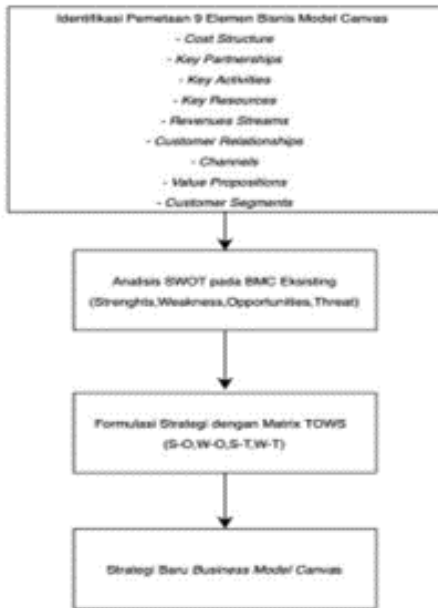 Identifikasi Pemetaan 9 Elemen Bisnis Model Canvas
- Cost Structure
- Key Partnerships
- Key Activities
- Key Resources
- Revenues Streams
- Customer Relationships
- Channels
- Value Propositions
- Customer Segments
Analisis SWOT pada BMC Eksisting
(Strenghts,Weakness,Opportunities,Threat)
Formulasi Strategi dengan Matrix TOWS
(S-O,W-O,S-T,W-T)
Strategi Baru Business Model Canvas